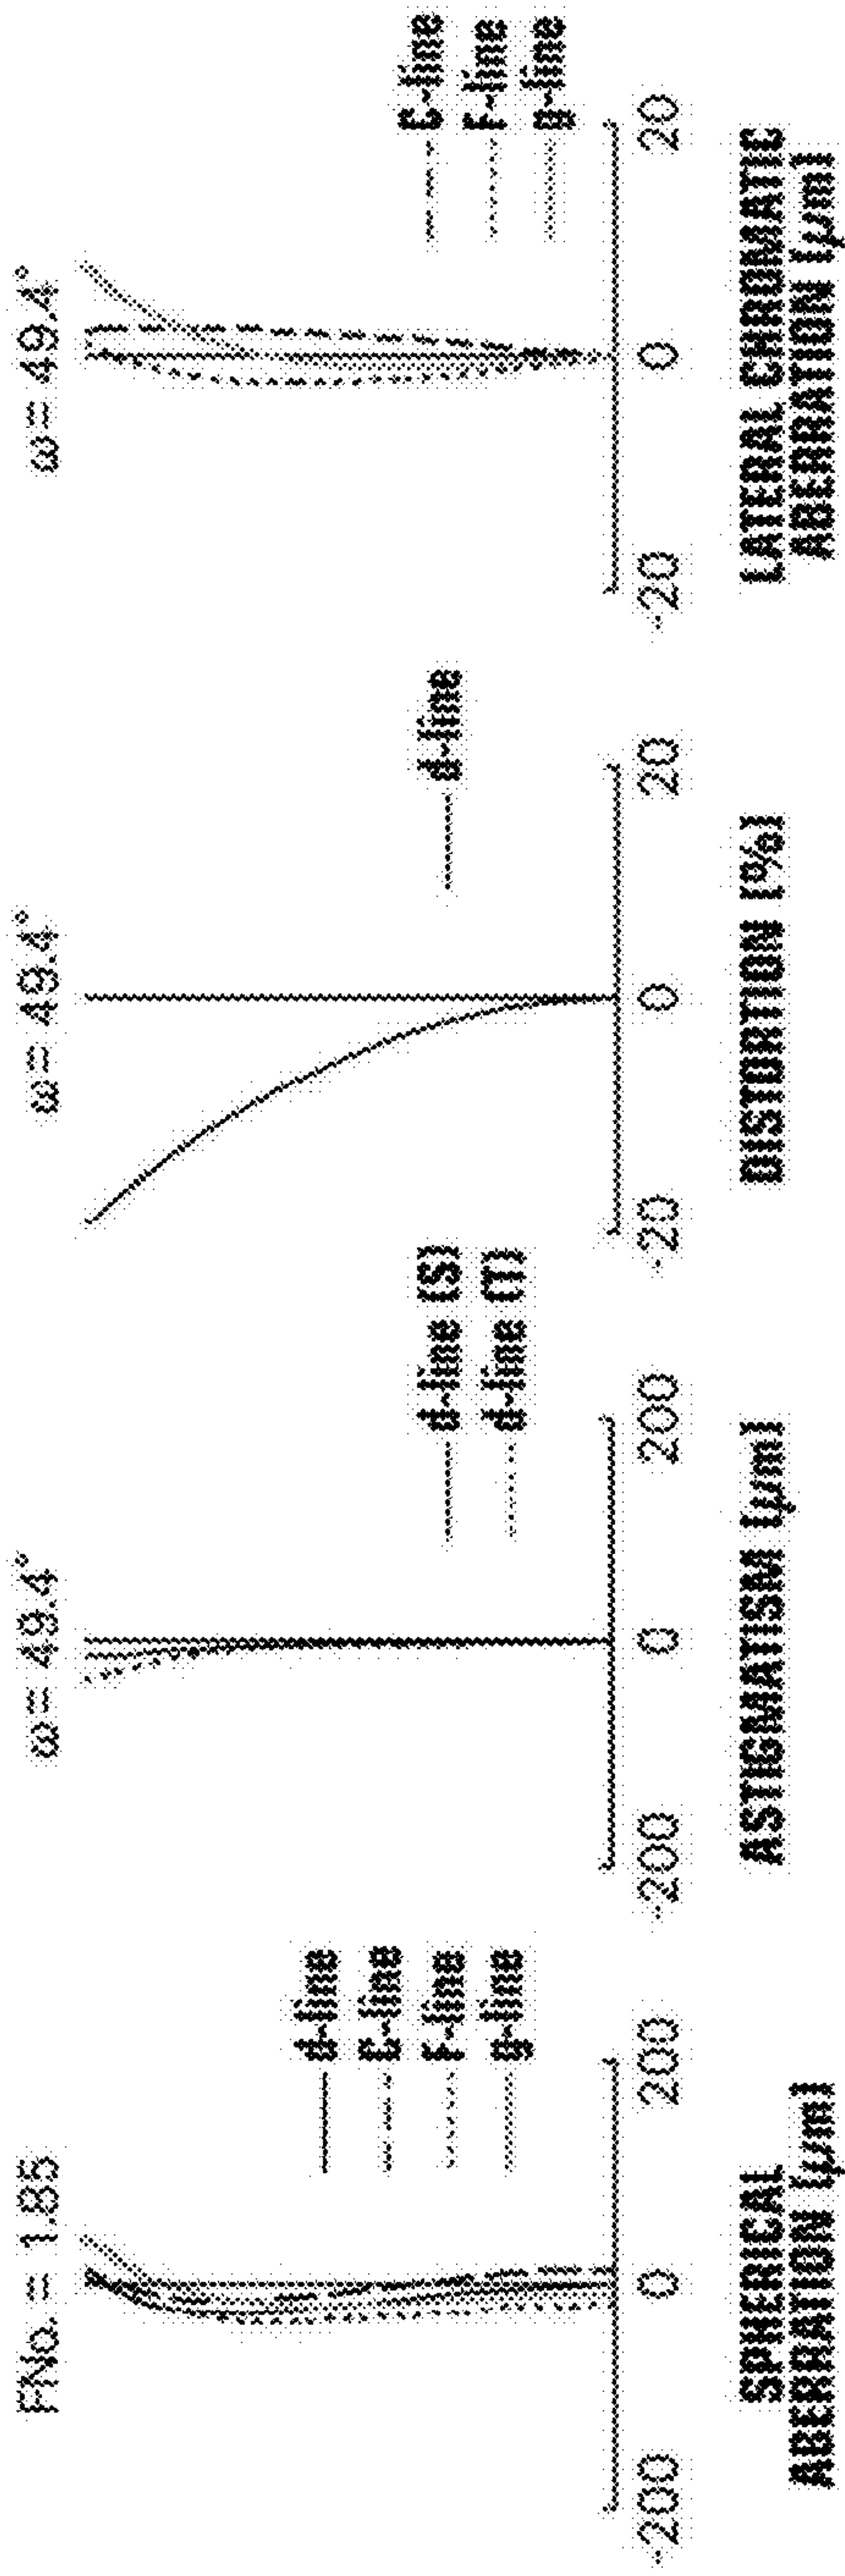 FNo. = 1.85
d-line
C-line
F-line
g-line
-200
0
200
SPHERICAL
ABERRATION [μm]
ω= 49.4°
d-line [S]
d-line [T]
-200
0
200
ASTIGMATISM [μm]
ω= 49.4°
d-line
-20
0
20
DISTORTION [%]
ω= 49.4°
C-line
F-line
g-line
-20
0
20
LATERAL CHROMATIC
ABERRATION [μm]